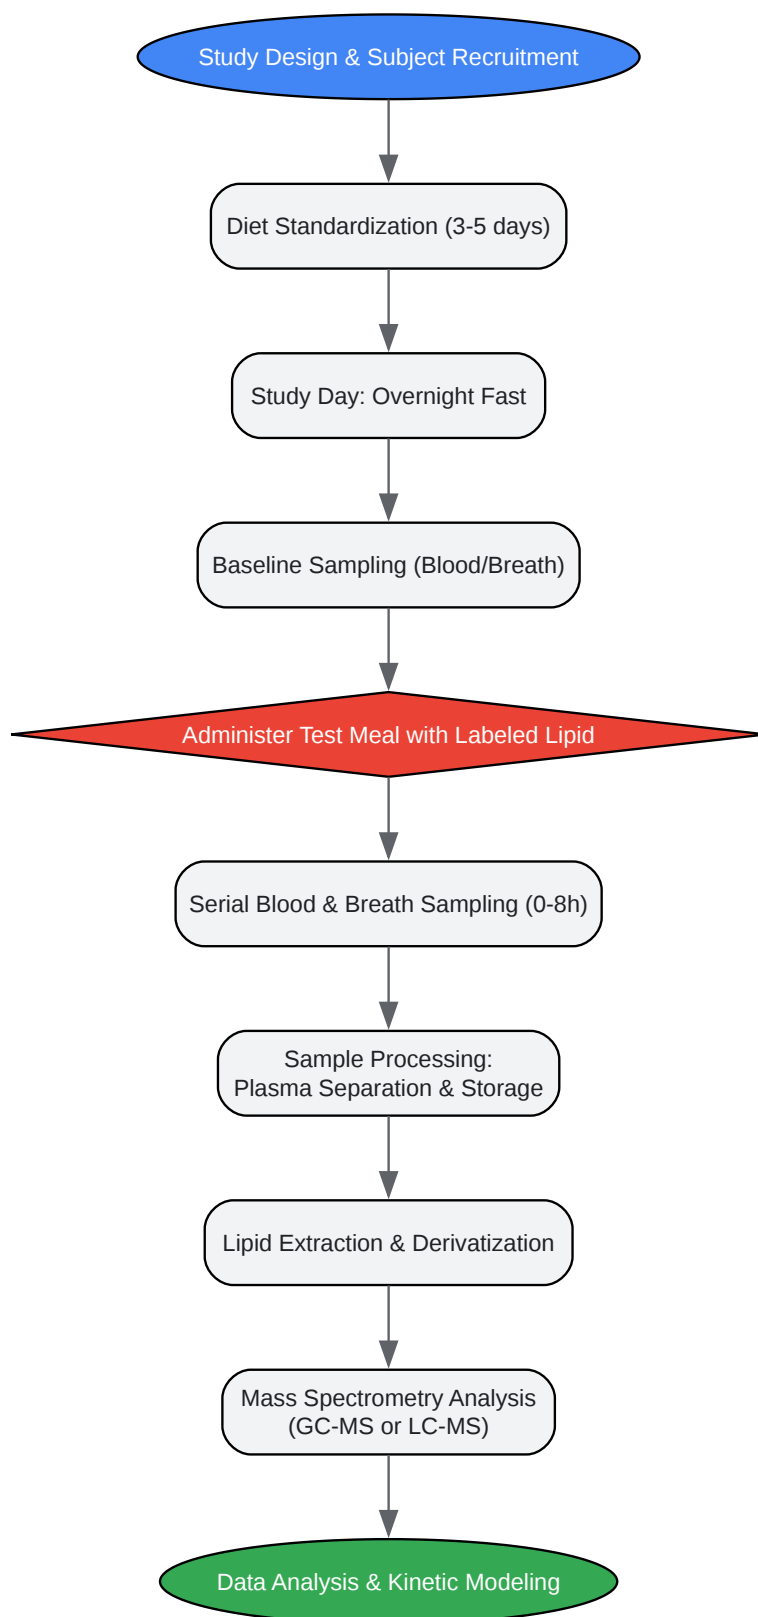 Study Design & Subject Recruitment
Diet Standardization (3-5 days)
Study Day: Overnight Fast
Baseline Sampling (Blood/Breath)
Administer Test Meal with Labeled Lipid
Serial Blood & Breath Sampling (0-8h)
Sample Processing:
Plasma Separation & Storage
Lipid Extraction & Derivatization
Mass Spectrometry Analysis
(GC-MS or LC-MS)
Data Analysis & Kinetic Modeling